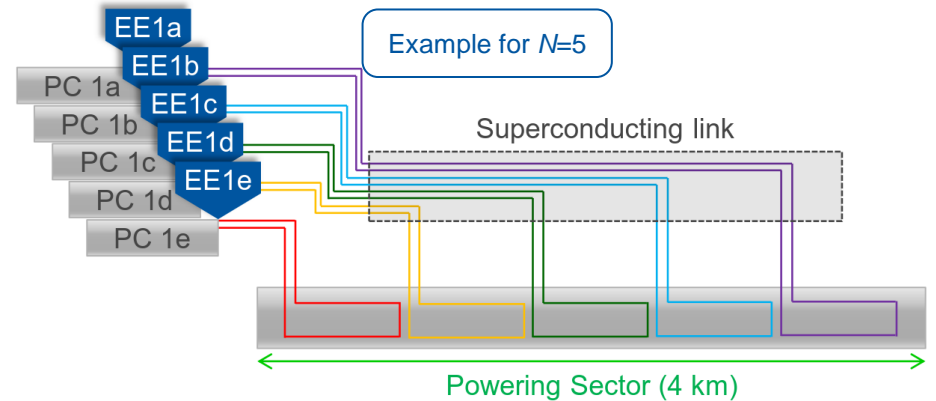 EE1a
Example for N=5
EE1b
PC 1a
EE1c
PC 1b
Superconducting link
EE1d
PC 1c
EE1e
PC 1d
PC 1e
Powering Sector (4 km)